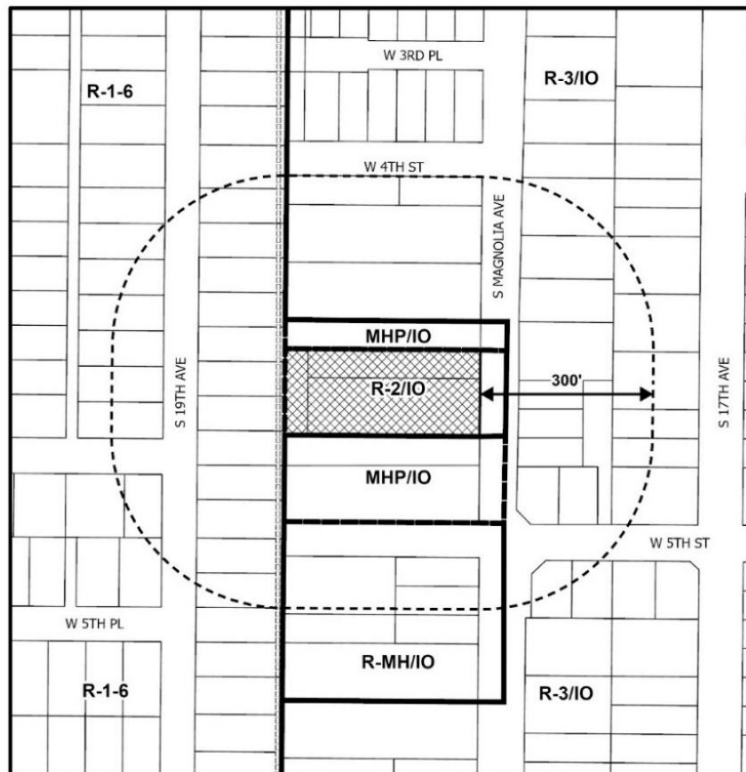 W 3RD PL
R-1-6
R-3/IO
W 4TH ST
S MAGNOLIA AVE
MHP/IO
S 19TH AVE
R-2/IO
300'
S 17TH AVE
MHP/IO
W 5TH ST
W 5TH PL
R-MH/IO
R-1-6
R-3/IO